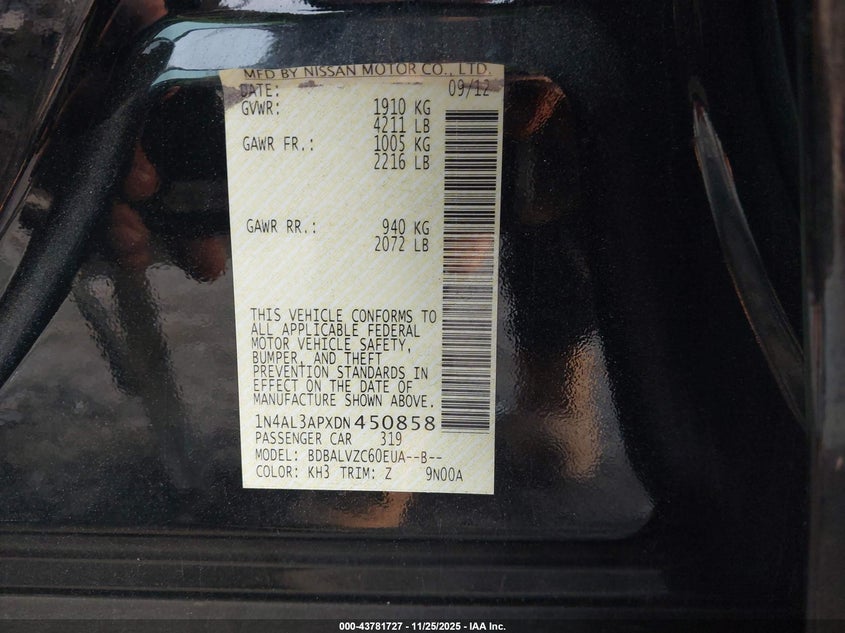 MFD BY NISSAN MOTOR CO., LTD.
DATE: 09/12
GVWR: 1910 KG
4211 LB
GAWR FR.: 1005 KG
2216 LB
GAWR RR.: 940 KG
2072 LB
THIS VEHICLE CONFORMS TO
ALL APPLICABLE FEDERAL
MOTOR VEHICLE SAFETY,
BUMPER, AND THEFT
PREVENTION STANDARDS IN
EFFECT ON THE DATE OF
MANUFACTURE SHOWN ABOVE.
1N4AL3APXDN450858
PASSENGER CAR 319
MODEL: BDBALVZC60EUA--B--
COLOR: KH3 TRIM: Z 9N00A
000-43781727 - 11/25/2025 - IAA Inc.